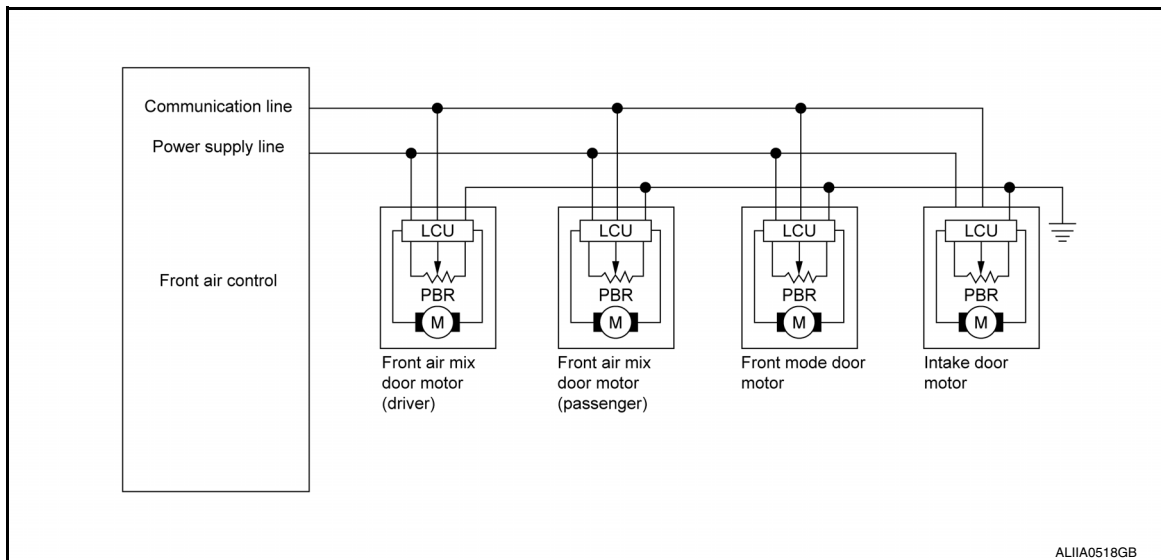 Communication line
Power supply line
Front air control
LCU
PBR
M
Front air mix
door motor
(driver)
LCU
PBR
M
Front air mix
door motor
(passenger)
LCU
PBR
M
Front mode door
motor
LCU
PBR
M
Intake door
motor
ALIIA0518GB